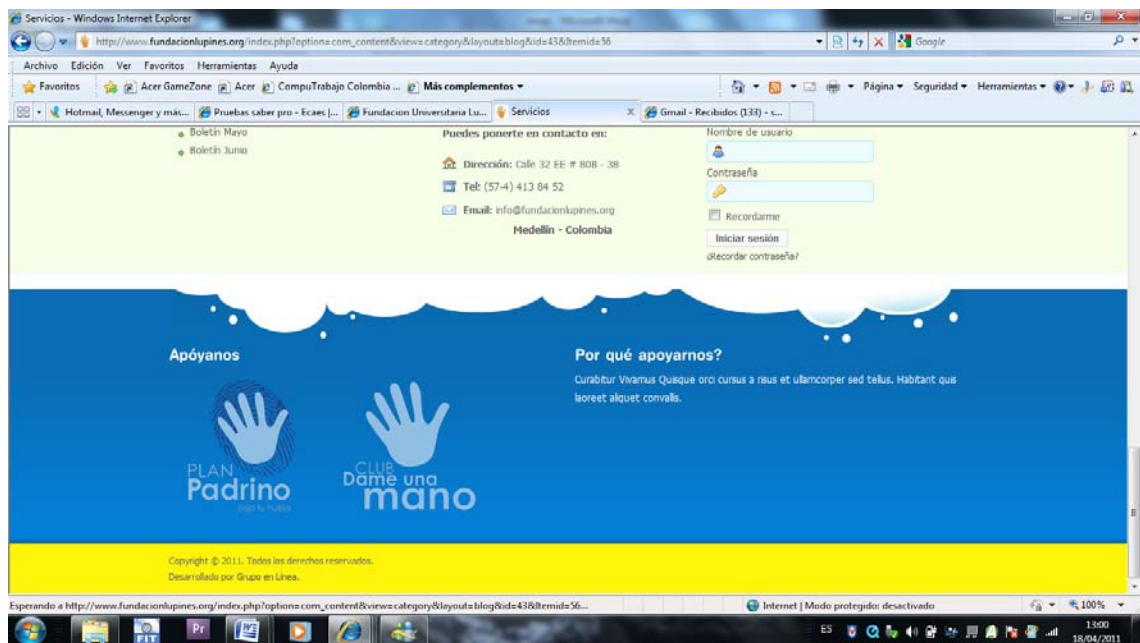 Servicios - Windows Internet Explorer
http://www.fundacionlupines.org/index.php?option=com_content&view=category&layout=blog&id=43&Itemid=56
Google
Archivo Edición Ver Favoritos Herramientas Ayuda
Favoritos Acer GameZone Acer CompuTrabajo Colombia ... Más complementos Página Seguridad Herramientas
Hotmail, Messenger y más... Pruebas saber pro - Ecaes |... Fundacion Universitaria Lu... Servicios X Gmail - Recibidos (133) - s...
Boletín Mayo
Boletín Junio
Puedes ponerte en contacto en:
Dirección: Calle 32 EE # 80B - 38
Tel: (57-4) 413 84 52
Email: info@fundacionlupines.org
Medellín - Colombia
Nombre de usuario
Contraseña
Recordarme
Iniciar sesión
¿Recordar contraseña?
Apóyanos
PLAN
Padrino
CLUB
Dame una
mano
Por qué apoyarnos?
Curabitur Vivamus Quisque orci cursus a risus et ullamcorper sed tellus. Habitant quis
laoreet aliquet convalis.
Copyright © 2011. Todos los derechos reservados.
Desarrollado por Grupo en Línea.
Esperando a http://www.fundacionlupines.org/index.php?option=com_content&view=category&layout=blog&id=43&Itemid=56...
Internet | Modo protegido: desactivado
100%
FIT
Pr
ES
13:00
18/04/2011